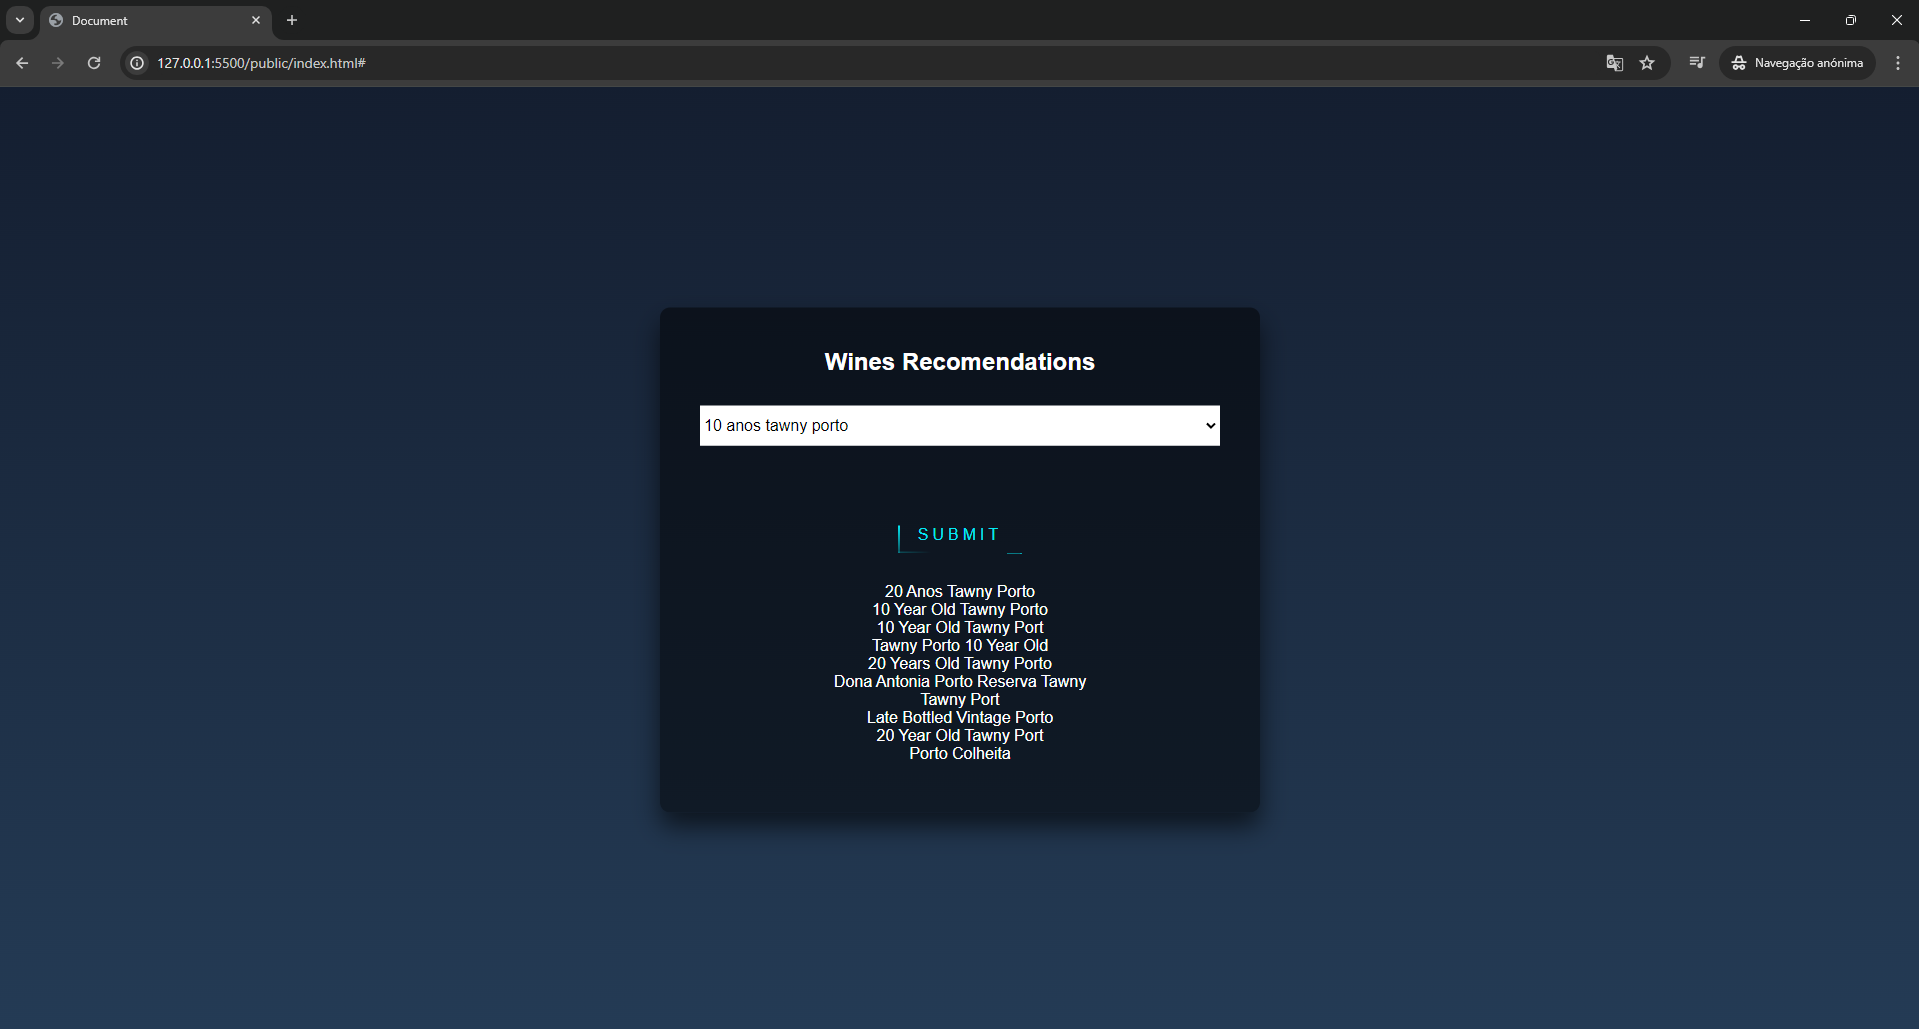 Document
127.0.0.1:5500/public/index.html#
Navegação anónima
Wines Recomendations
10 anos tawny porto
SUBMIT
20 Anos Tawny Porto
10 Year Old Tawny Porto
10 Year Old Tawny Port
Tawny Porto 10 Year Old
20 Years Old Tawny Porto
Dona Antonia Porto Reserva Tawny
Tawny Port
Late Bottled Vintage Porto
20 Year Old Tawny Port
Porto Colheita